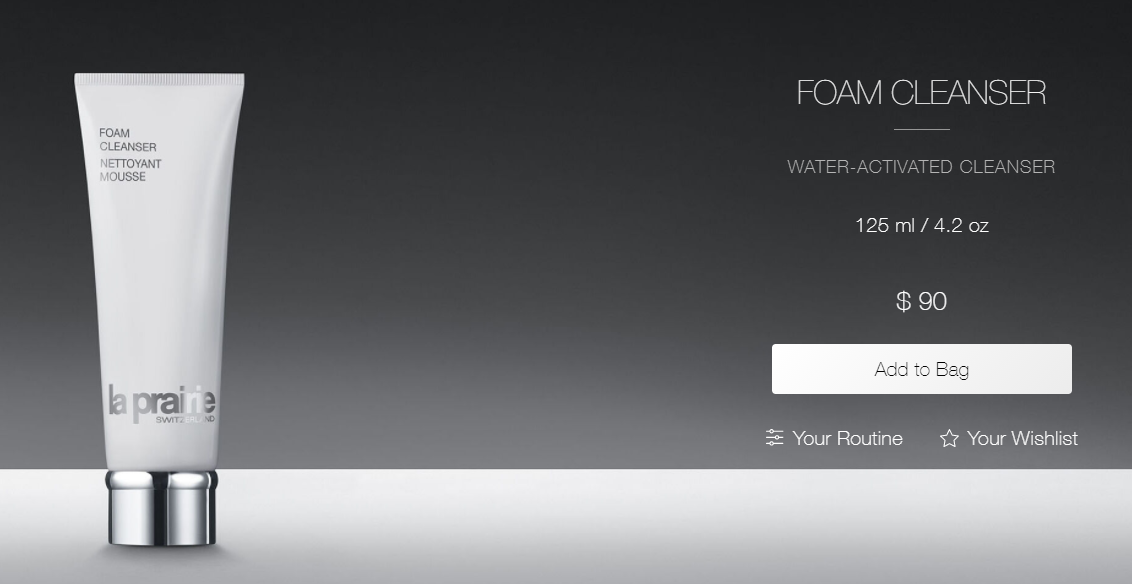 FOAM
CLEANSER
NETTOYANT
MOUSSE
la prairie
SWITZERLAND
FOAM CLEANSER
WATER-ACTIVATED CLEANSER
125 ml / 4.2 oz
$ 90
Add to Bag
Your Routine
Your Wishlist